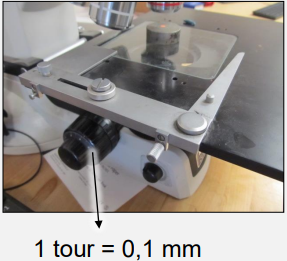 1 tour = 0,1 mm